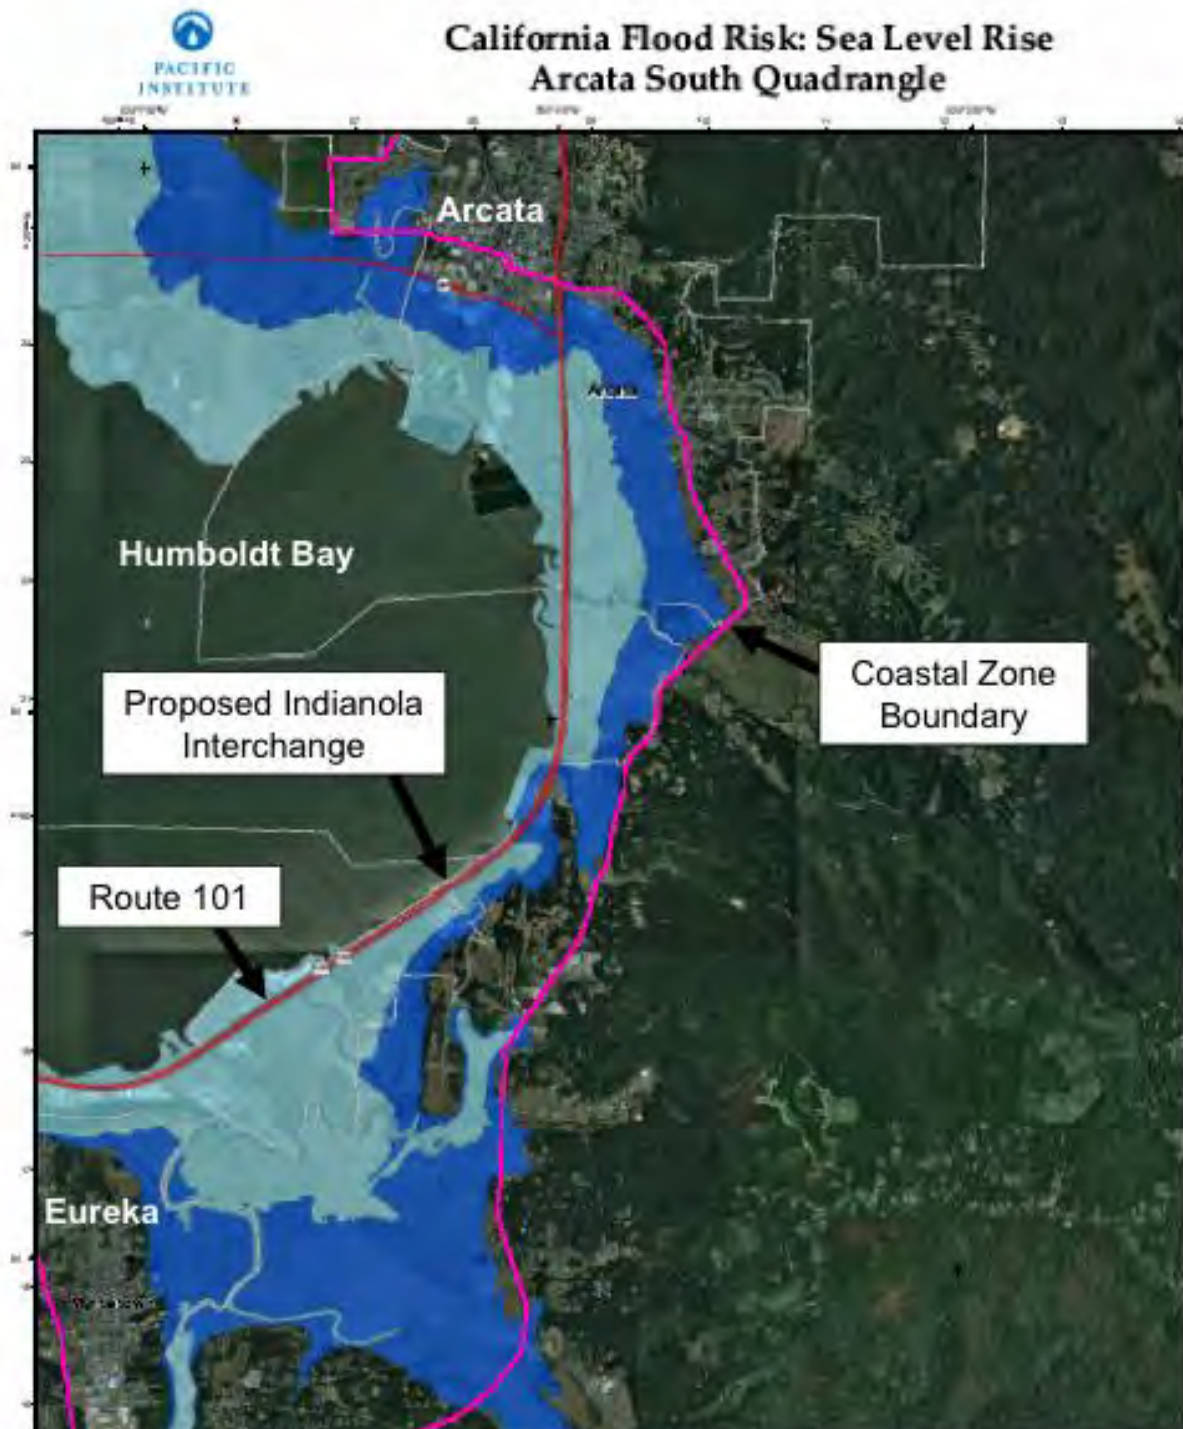 California Flood Risk: Sea Level Rise
Arcata South Quadrangle
PACIFIC
INSTITUTE
Arcata
Arcata
Humboldt Bay
Coastal Zone
Boundary
Proposed Indianola
Interchange
Route 101
Eureka